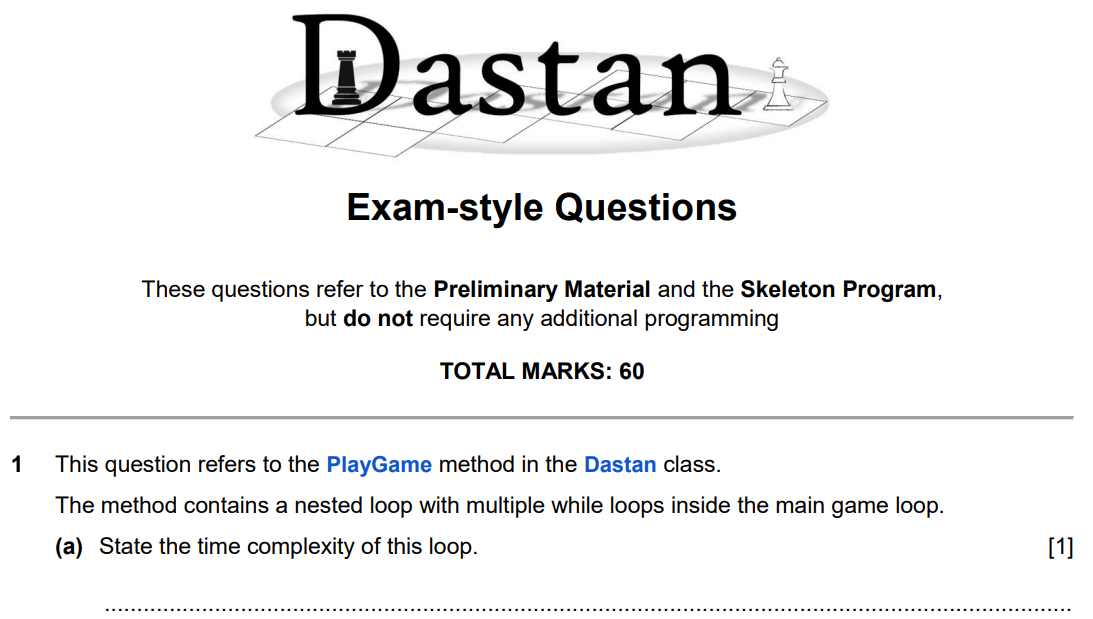 Dastan
Exam-style Questions
These questions refer to the Preliminary Material and the Skeleton Program,
but do not require any additional programming
TOTAL MARKS: 60
1 This question refers to the PlayGame method in the Dastan class.
The method contains a nested loop with multiple while loops inside the main game loop.
(a) State the time complexity of this loop. [1]